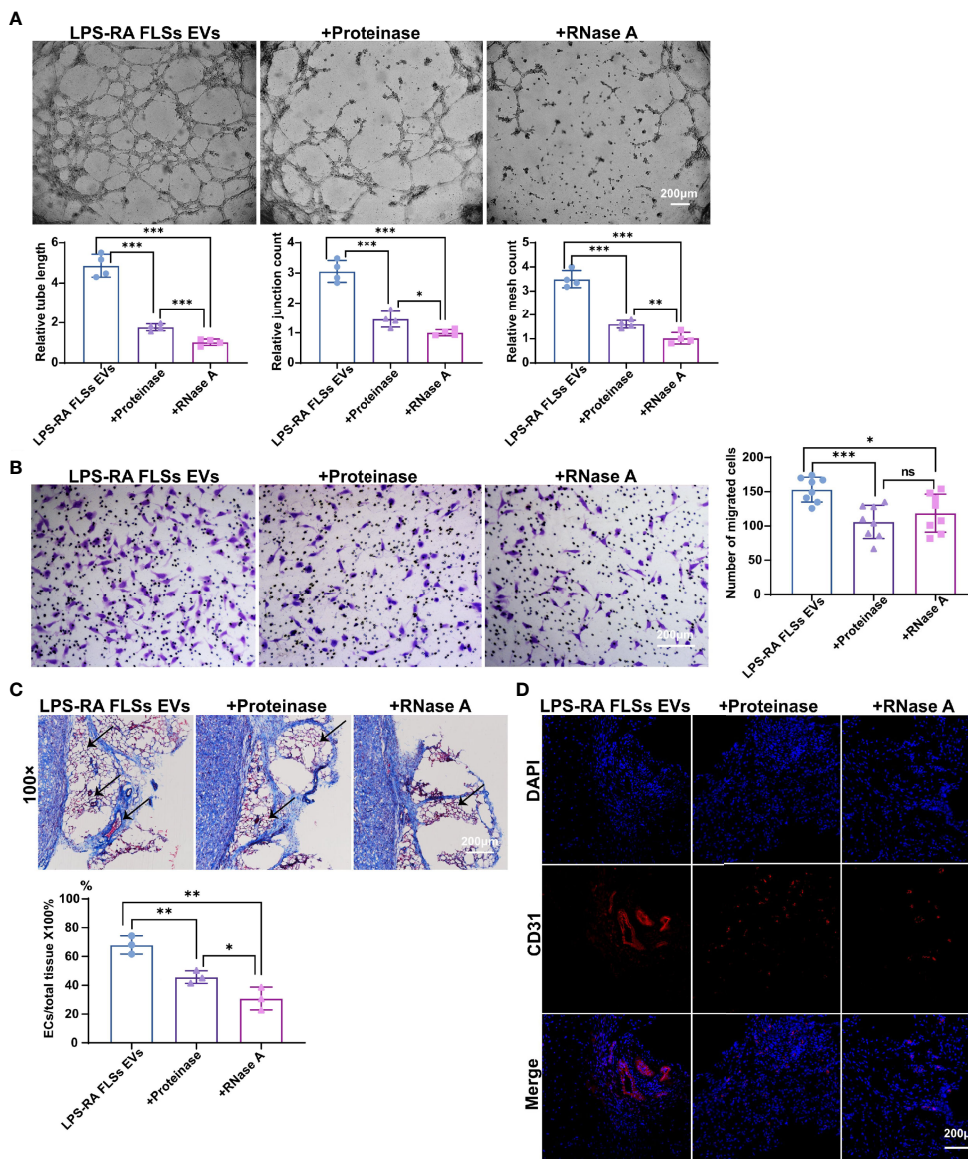 A
LPS-RA FLSs EVs +Proteinase +RNase A
200μm
Relative tube length
6
4
2
0
***
***
***
LPS-RA FLSs EVs
+Proteinase
+RNase A
Relative junction count
4
3
2
1
0
***
***
*
LPS-RA FLSs EVs
+Proteinase
+RNase A
Relative mesh count
5
4
3
2
1
0
***
***
**
LPS-RA FLSs EVs
+Proteinase
+RNase A
B
LPS-RA FLSs EVs +Proteinase +RNase A
200μm
Number of migrated cells
200
150
100
50
0
*
***
ns
LPS-RA FLSs EVs
+Proteinase
+RNase A
C
LPS-RA FLSs EVs +Proteinase +RNase A
100×
200μm
%
ECs/total tissue X100%
100
80
60
40
20
0
**
**
*
LPS-RA FLSs EVs
+Proteinase
+RNase A
D
LPS-RA FLSs EVs +Proteinase +RNase A
DAPI
CD31
Merge
200μ